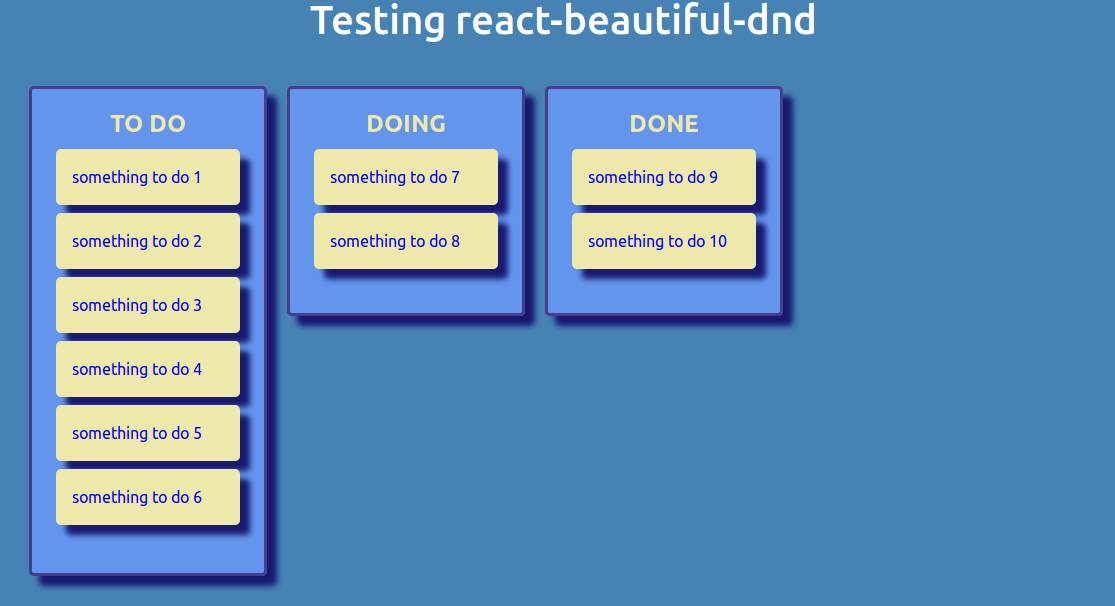 Testing react-beautiful-dnd
TO DO
something to do 1
something to do 2
something to do 3
something to do 4
something to do 5
something to do 6
DOING
something to do 7
something to do 8
DONE
something to do 9
something to do 10